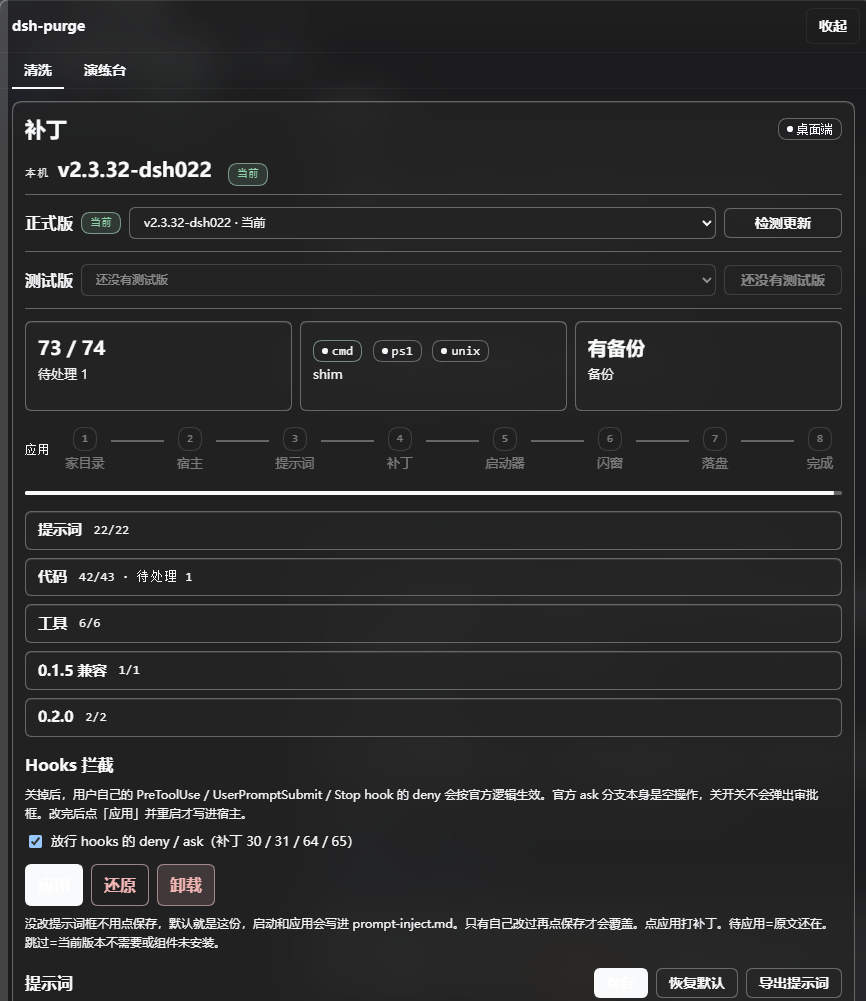 dsh-purge
收起
清洗
演练台
补丁
桌面端
本机 v2.3.32-dsh022 当前
正式版 当前 v2.3.32-dsh022 · 当前 检测更新
测试版 还没有测试版 还没有测试版
73 / 74
待处理 1
cmd ps1 unix
shim
有备份
备份
应用
1 2 3 4 5 6 7 8
家目录 宿主 提示词 补丁 启动器 闪窗 落盘 完成
提示词 22/22
代码 42/43 · 待处理 1
工具 6/6
0.1.5 兼容 1/1
0.2.0 2/2
Hooks 拦截
关掉后，用户自己的 PreToolUse / UserPromptSubmit / Stop hook 的 deny 会按官方逻辑生效。官方 ask 分支本身是空操作，关开关不会弹出审批
框。改完后点「应用」并重启才写进宿主。
放行 hooks 的 deny / ask（补丁 30 / 31 / 64 / 65）
还原 卸载
没改提示词框不用点保存，默认就是这份，启动和应用会写进 prompt-inject.md。只有自己改过再点保存才会覆盖。点应用打补丁。待应用=原文还在。
跳过=当前版本不需要或组件未安装。
提示词
恢复默认 导出提示词